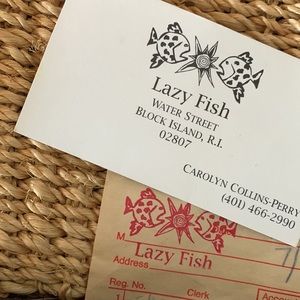 Lazy Fish
Water Street
Block Island, R.I.
02807
Carolyn Collins-Perry
(401) 466-2990
M
Lazy Fish
Address
Reg. No.
Clerk